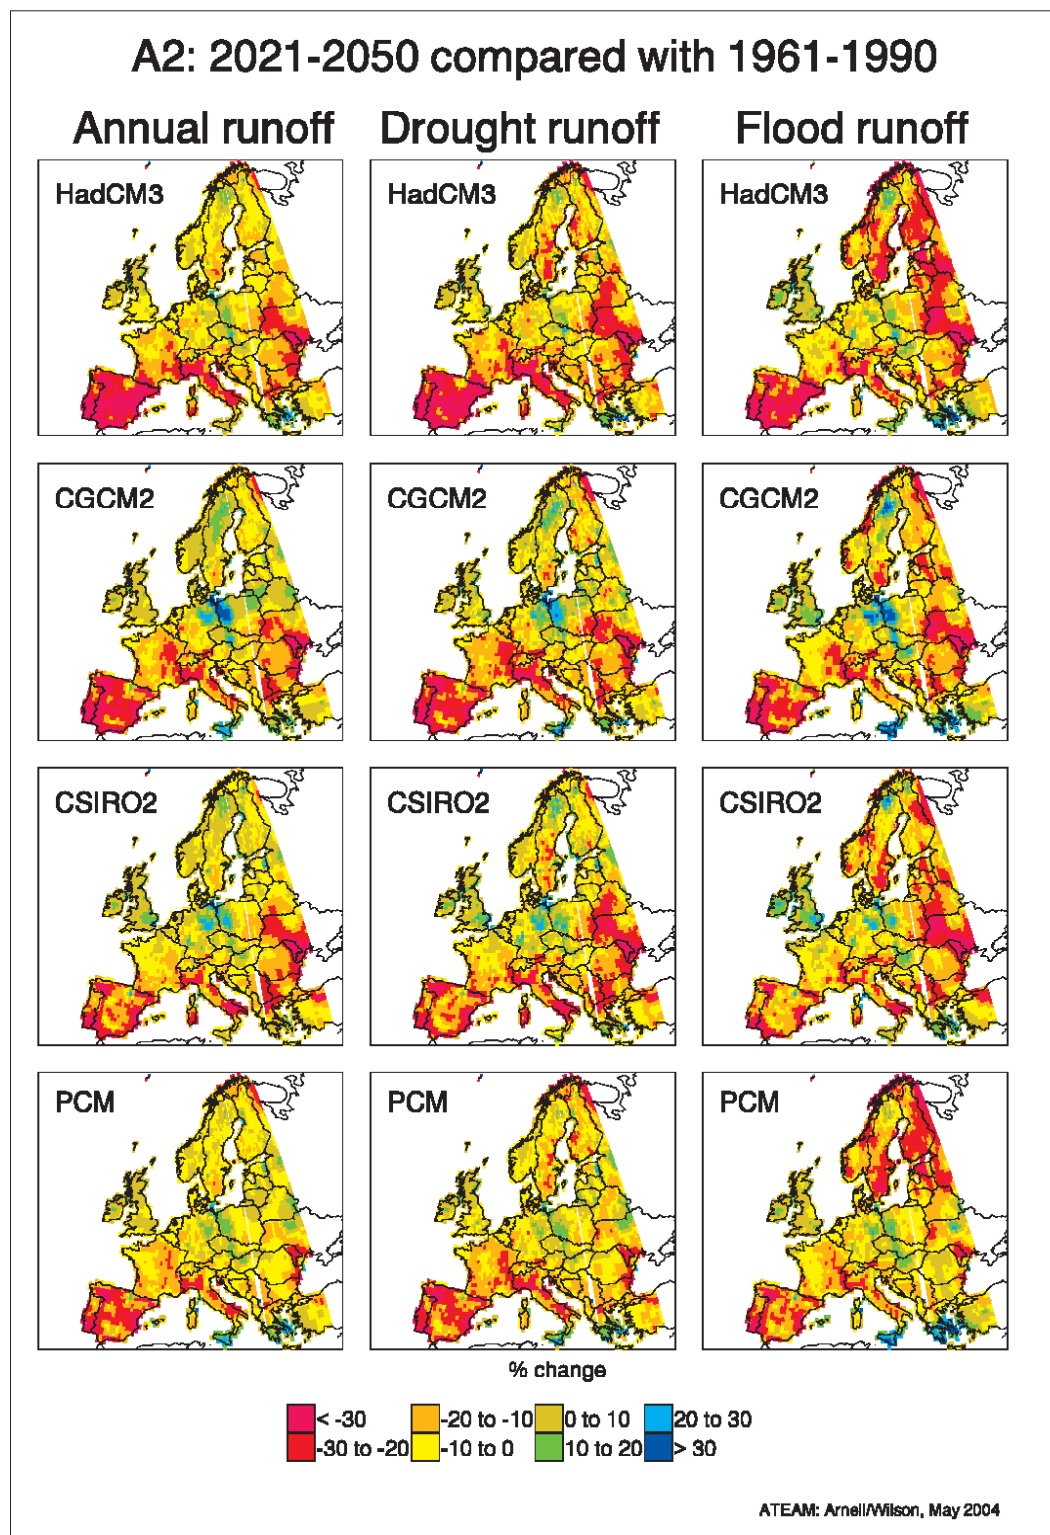 A2: 2021-2050 compared with 1961-1990
Annual runoff Drought runoff Flood runoff
HadCM3 HadCM3 HadCM3
CGCM2 CGCM2 CGCM2
CSIRO2 CSIRO2 CSIRO2
PCM PCM PCM
% change
< -30 -20 to -10 0 to 10 20 to 30
-30 to -20 -10 to 0 10 to 20 > 30
ATEAM: Arnell/Wilson, May 2004